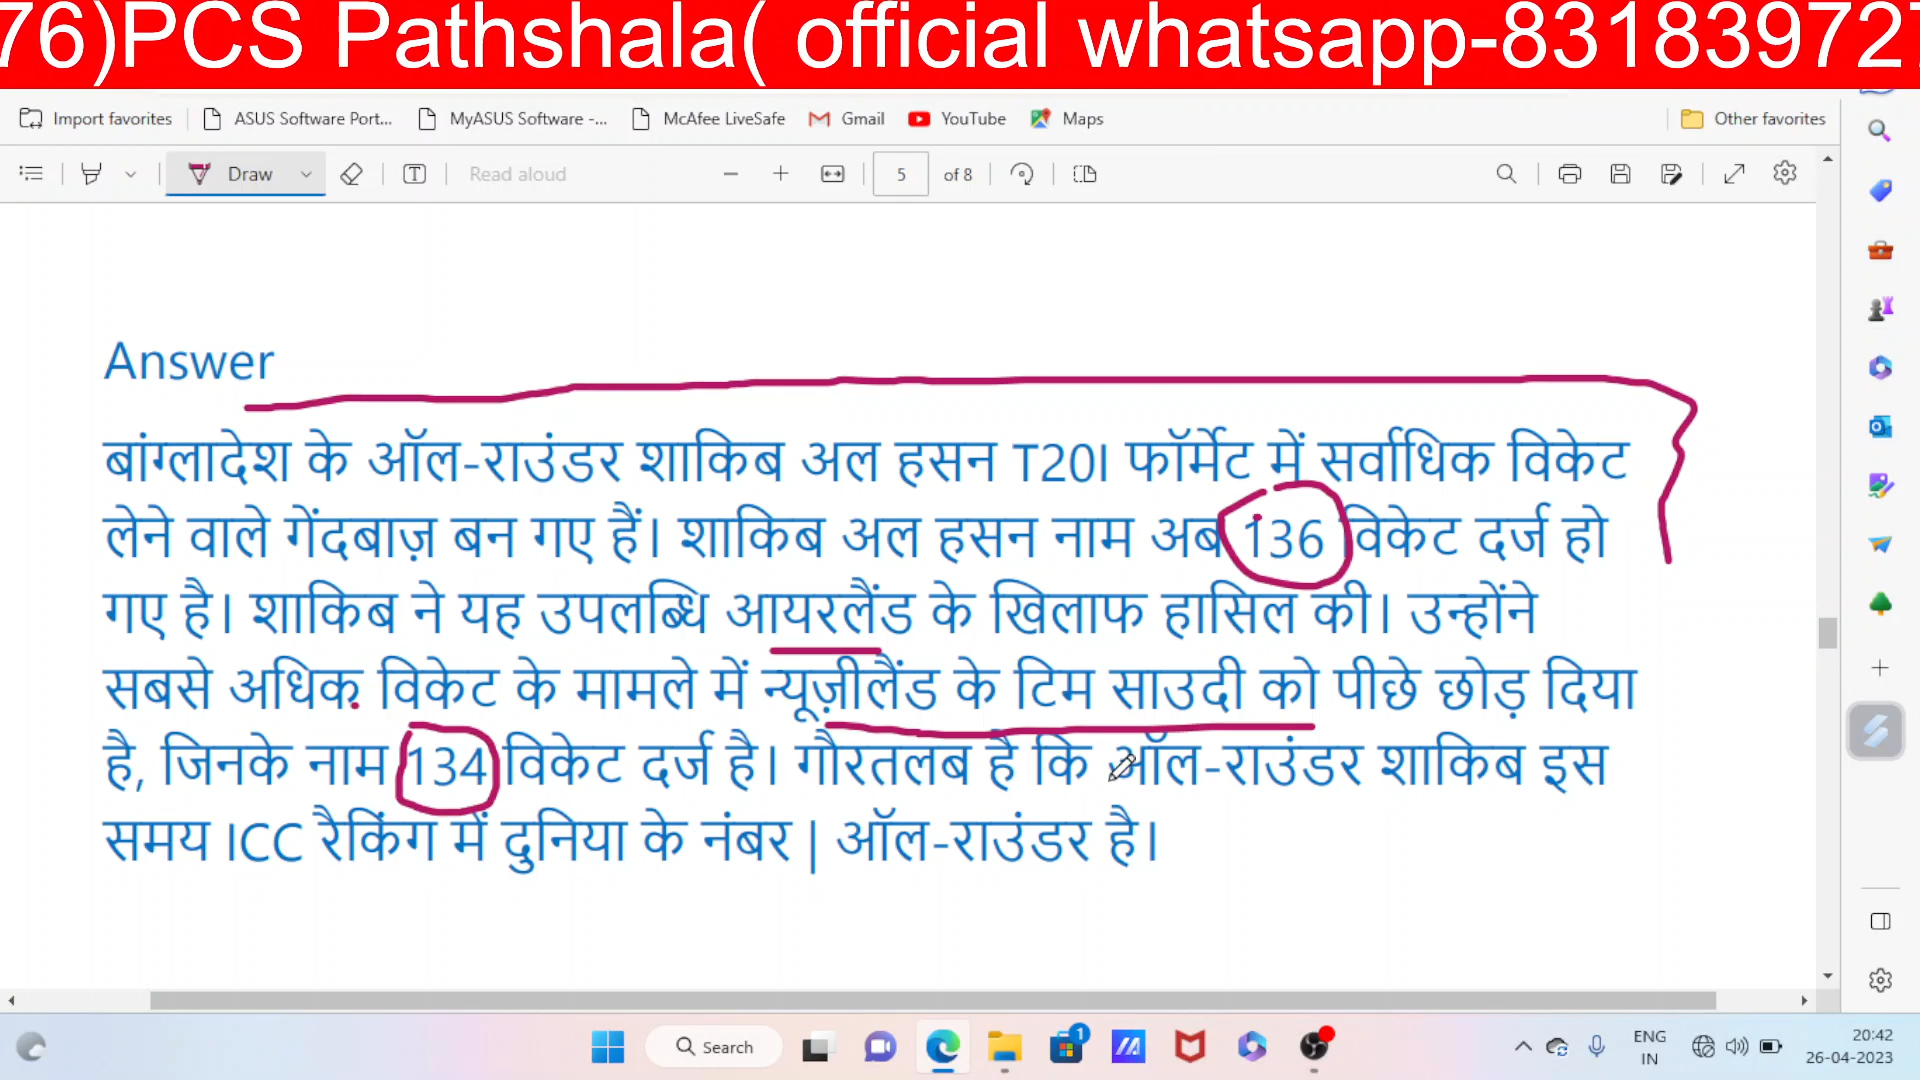 76)PCS Pathshala( official whatsapp-831839727
Import favorites ASUS Software Port... MyASUS Software -... McAfee LiveSafe Gmail YouTube Maps Other favorites
Draw Read aloud 5 of 8
Answer
बांग्लादेश के ऑल-राउंडर शाकिब अल हसन T20I फॉर्मेट में सर्वाधिक विकेट
लेने वाले गेंदबाज़ बन गए हैं। शाकिब अल हसन नाम अब 136 विकेट दर्ज हो
गए है। शाकिब ने यह उपलब्धि आयरलैंड के खिलाफ हासिल की। उन्होंने
सबसे अधिक विकेट के मामले में न्यूज़ीलैंड के टिम साउदी को पीछे छोड़ दिया
है, जिनके नाम 134 विकेट दर्ज है। गौरतलब है कि ऑल-राउंडर शाकिब इस
समय ICC रैकिंग में दुनिया के नंबर | ऑल-राउंडर है।
Search 1 ENG 20:42
IN 26-04-2023